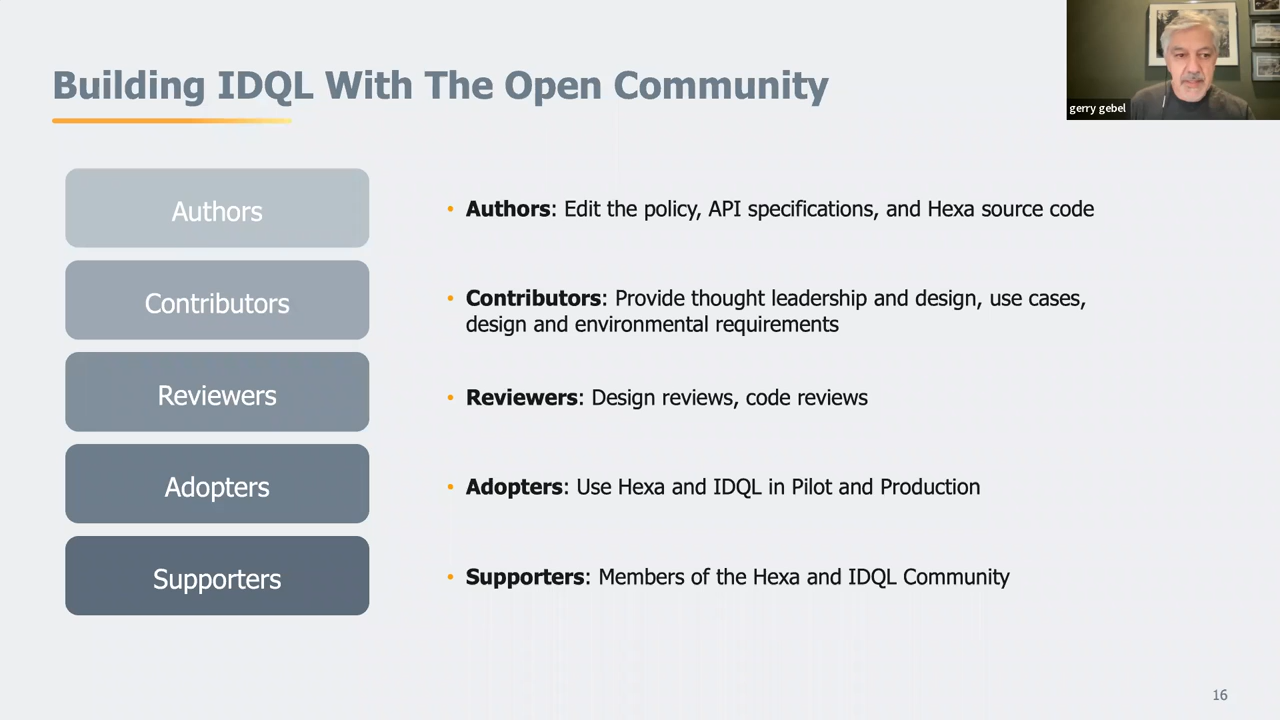 Building IDQL With The Open Community
gerry gebel
Authors
• Authors: Edit the policy, API specifications, and Hexa source code
Contributors
• Contributors: Provide thought leadership and design, use cases,
design and environmental requirements
Reviewers
• Reviewers: Design reviews, code reviews
Adopters
• Adopters: Use Hexa and IDQL in Pilot and Production
Supporters
• Supporters: Members of the Hexa and IDQL Community
16